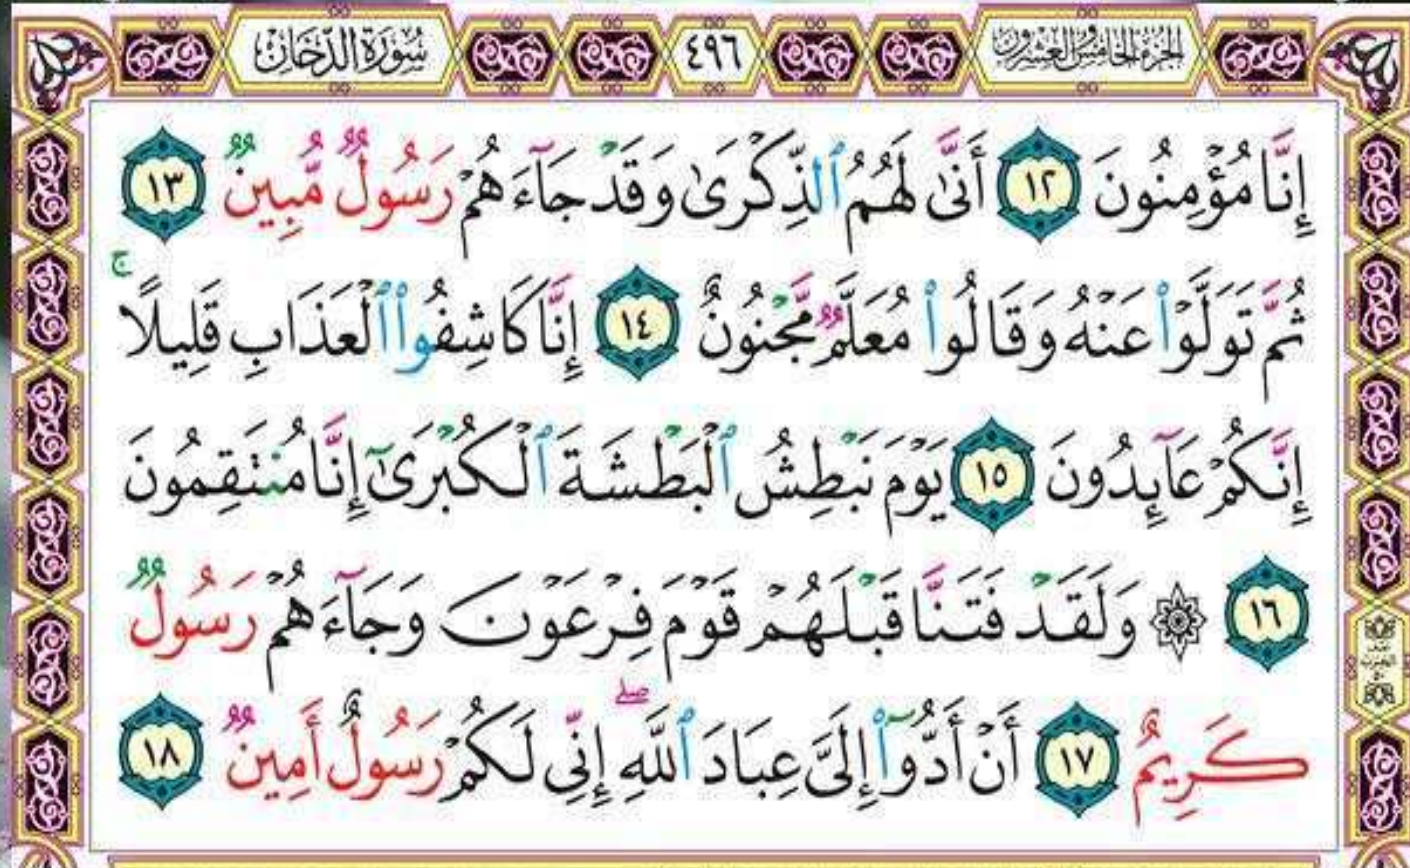 الجزء الخامس والعشرون ٤٩٦ سورة الدخان
إِنَّا مُؤْمِنُونَ ١٢ أَنَّىٰ لَهُمُ ٱلذِّكْرَىٰ وَقَدْ جَآءَهُمْ رَسُولٌ مُّبِينٌ ١٣
ثُمَّ تَوَلَّوْا۟ عَنْهُ وَقَالُوا۟ مُعَلَّمٌ مَّجْنُونٌ ١٤ إِنَّا كَاشِفُوا۟ ٱلْعَذَابِ قَلِيلًا ۚ
إِنَّكُمْ عَآئِدُونَ ١٥ يَوْمَ نَبْطِشُ ٱلْبَطْشَةَ ٱلْكُبْرَىٰٓ إِنَّا مُنتَقِمُونَ
١٦ ۞ وَلَقَدْ فَتَنَّا قَبْلَهُمْ قَوْمَ فِرْعَوْنَ وَجَآءَهُمْ رَسُولٌ
كَرِيمٌ ١٧ أَنْ أَدُّوٓا۟ إِلَىَّ عِبَادَ ٱللَّهِ ۖ إِنِّى لَكُمْ رَسُولٌ أَمِينٌ ١٨